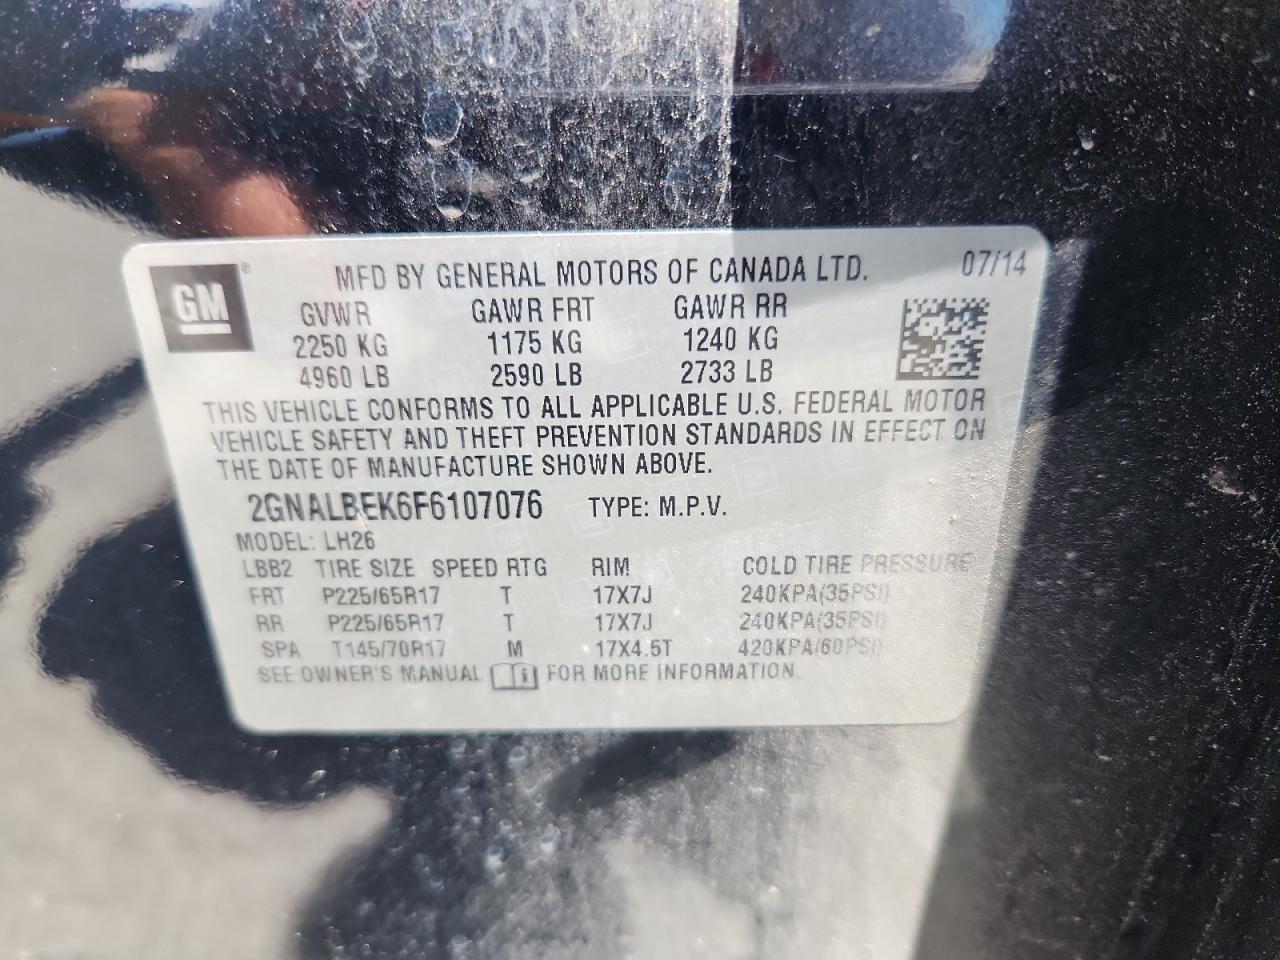 GM ® MFD BY GENERAL MOTORS OF CANADA LTD. 07/14
GVWR GAWR FRT GAWR RR
2250 KG 1175 KG 1240 KG
4960 LB 2590 LB 2733 LB
THIS VEHICLE CONFORMS TO ALL APPLICABLE U.S. FEDERAL MOTOR
VEHICLE SAFETY AND THEFT PREVENTION STANDARDS IN EFFECT ON
THE DATE OF MANUFACTURE SHOWN ABOVE.
2GNALBEK6F6107076 TYPE: M.P.V.
MODEL: LH26
LBB2 TIRE SIZE SPEED RTG RIM COLD TIRE PRESSURE
FRT P225/65R17 T 17X7J 240KPA(35PSI)
RR P225/65R17 T 17X7J 240KPA(35PSI)
SPA T145/70R17 M 17X4.5T 420KPA(60PSI)
SEE OWNER'S MANUAL i FOR MORE INFORMATION.